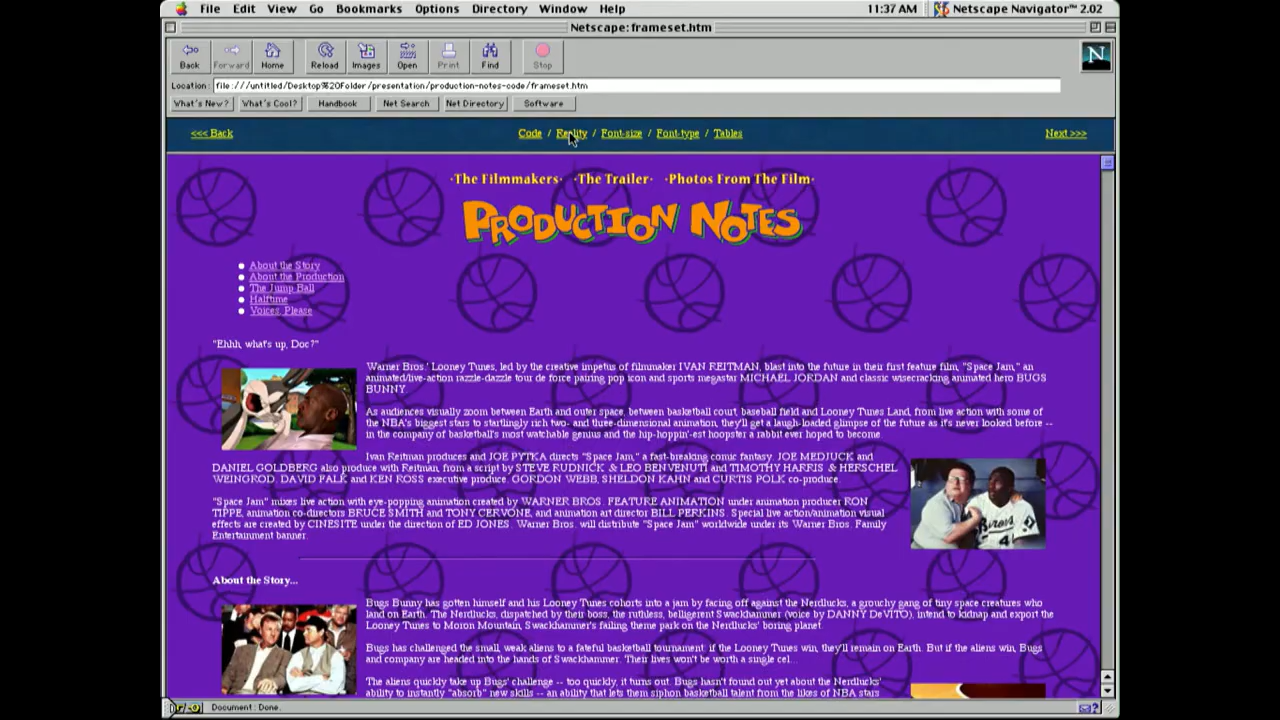 File Edit View Go Bookmarks Options Directory Window Help 11:37 AM Netscape Navigator™ 2.02
Netscape: frameset.htm
Back Forward Home Reload Images Open Print Find Stop N
Location: file:///untitled/Desktop%20Folder/presentation/production-notes-code/frameset.htm
What's New? What's Cool? Handbook Net Search Net Directory Software
<<< Back Code / Reality / Font-size / Font-type / Tables Next >>>
·The Filmmakers· ·The Trailer· ·Photos From The Film·
PRODUCTION NOTES
About the Story
About the Production
The Jump Ball
Halftime
Voices, Please
"Ehhh, what's up, Doc?"
Warner Bros.' Looney Tunes, led by the creative impetus of filmmaker IVAN REITMAN, blast into the future in their first feature film, "Space Jam," an
animated/live-action razzle-dazzle tour de force pairing pop icon and sports megastar MICHAEL JORDAN and classic wisecracking animated hero BUGS
BUNNY.
As audiences visually zoom between Earth and outer space, between basketball court, baseball field and Looney Tunes Land, from live action with some of
the NBA's biggest stars to startlingly rich two- and three-dimensional animation, they'll get a laugh-loaded glimpse of the future as it's never looked before --
in the company of basketball's most watchable genius and the hip-hoppin'-est hoopster a rabbit ever hoped to become.
Ivan Reitman produces and JOE PYTKA directs "Space Jam," a fast-breaking comic fantasy. JOE MEDJUCK and
DANIEL GOLDBERG also produce with Reitman, from a script by STEVE RUDNICK & LEO BENVENUTI and TIMOTHY HARRIS & HERSCHEL
WEINGROD. DAVID FALK and KEN ROSS executive produce. GORDON WEBB, SHELDON KAHN and CURTIS POLK co-produce.
"Space Jam" mixes live action with eye-popping animation created by WARNER BROS. FEATURE ANIMATION under animation producer RON
TIPPE, animation co-directors BRUCE SMITH and TONY CERVONE, and animation art director BILL PERKINS. Special live action/animation visual
effects are created by CINESITE under the direction of ED JONES. Warner Bros. will distribute "Space Jam" worldwide under its Warner Bros. Family
Entertainment banner.
About the Story...
Bugs Bunny has gotten himself and his Looney Tunes cohorts into a jam by facing off against the Nerdlucks, a grouchy gang of tiny space creatures who
land on Earth. The Nerdlucks, dispatched by their boss, the ruthless, belligerent Swackhammer (voice by DANNY DeVITO), intend to kidnap and export the
Looney Tunes to Moron Mountain, Swackhammer's failing theme park on the Nerdlucks' boring planet.
Bugs has challenged the small, weak aliens to a fateful basketball tournament: if the Looney Tunes win, they'll remain on Earth. But if the aliens win, Bugs
and company are headed into the hands of Swackhammer. Their lives won't be worth a single cel...
The aliens quickly take up Bugs' challenge -- too quickly, it turns out. Bugs hasn't found out yet about the Nerdlucks'
ability to instantly "absorb" new skills -- an ability that lets them siphon basketball talent from the likes of NBA stars
Document: Done.